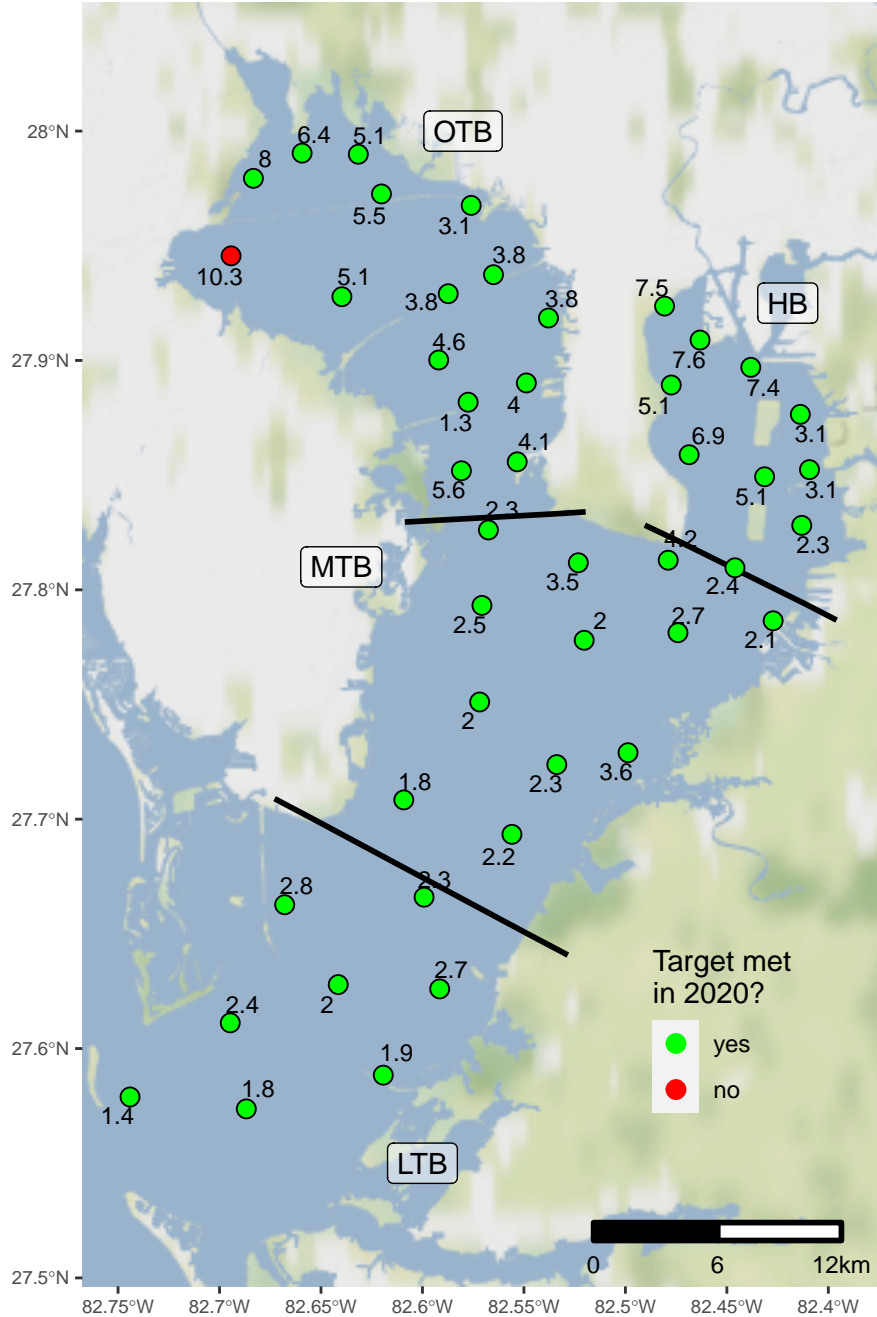 28°N
27.9°N
27.8°N
27.7°N
27.6°N
27.5°N
OTB
6.4
5.1
8
5.5
3.1
10.3
5.1
3.8
3.8
3.8
4.6
1.3
4
4.1
5.6
HB
7.5
7.6
7.4
5.1
3.1
6.9
5.1
3.1
2.3
MTB
2.3
4.2
3.5
2.4
2.5
2
2.7
2.1
2
2.3
3.6
1.8
2.2
2.8
2.3
2
2.7
2.4
1.9
1.8
1.4
LTB
Target met
in 2020?
yes
no
0 6 12km
82.75°W 82.7°W 82.65°W 82.6°W 82.55°W 82.5°W 82.45°W 82.4°W